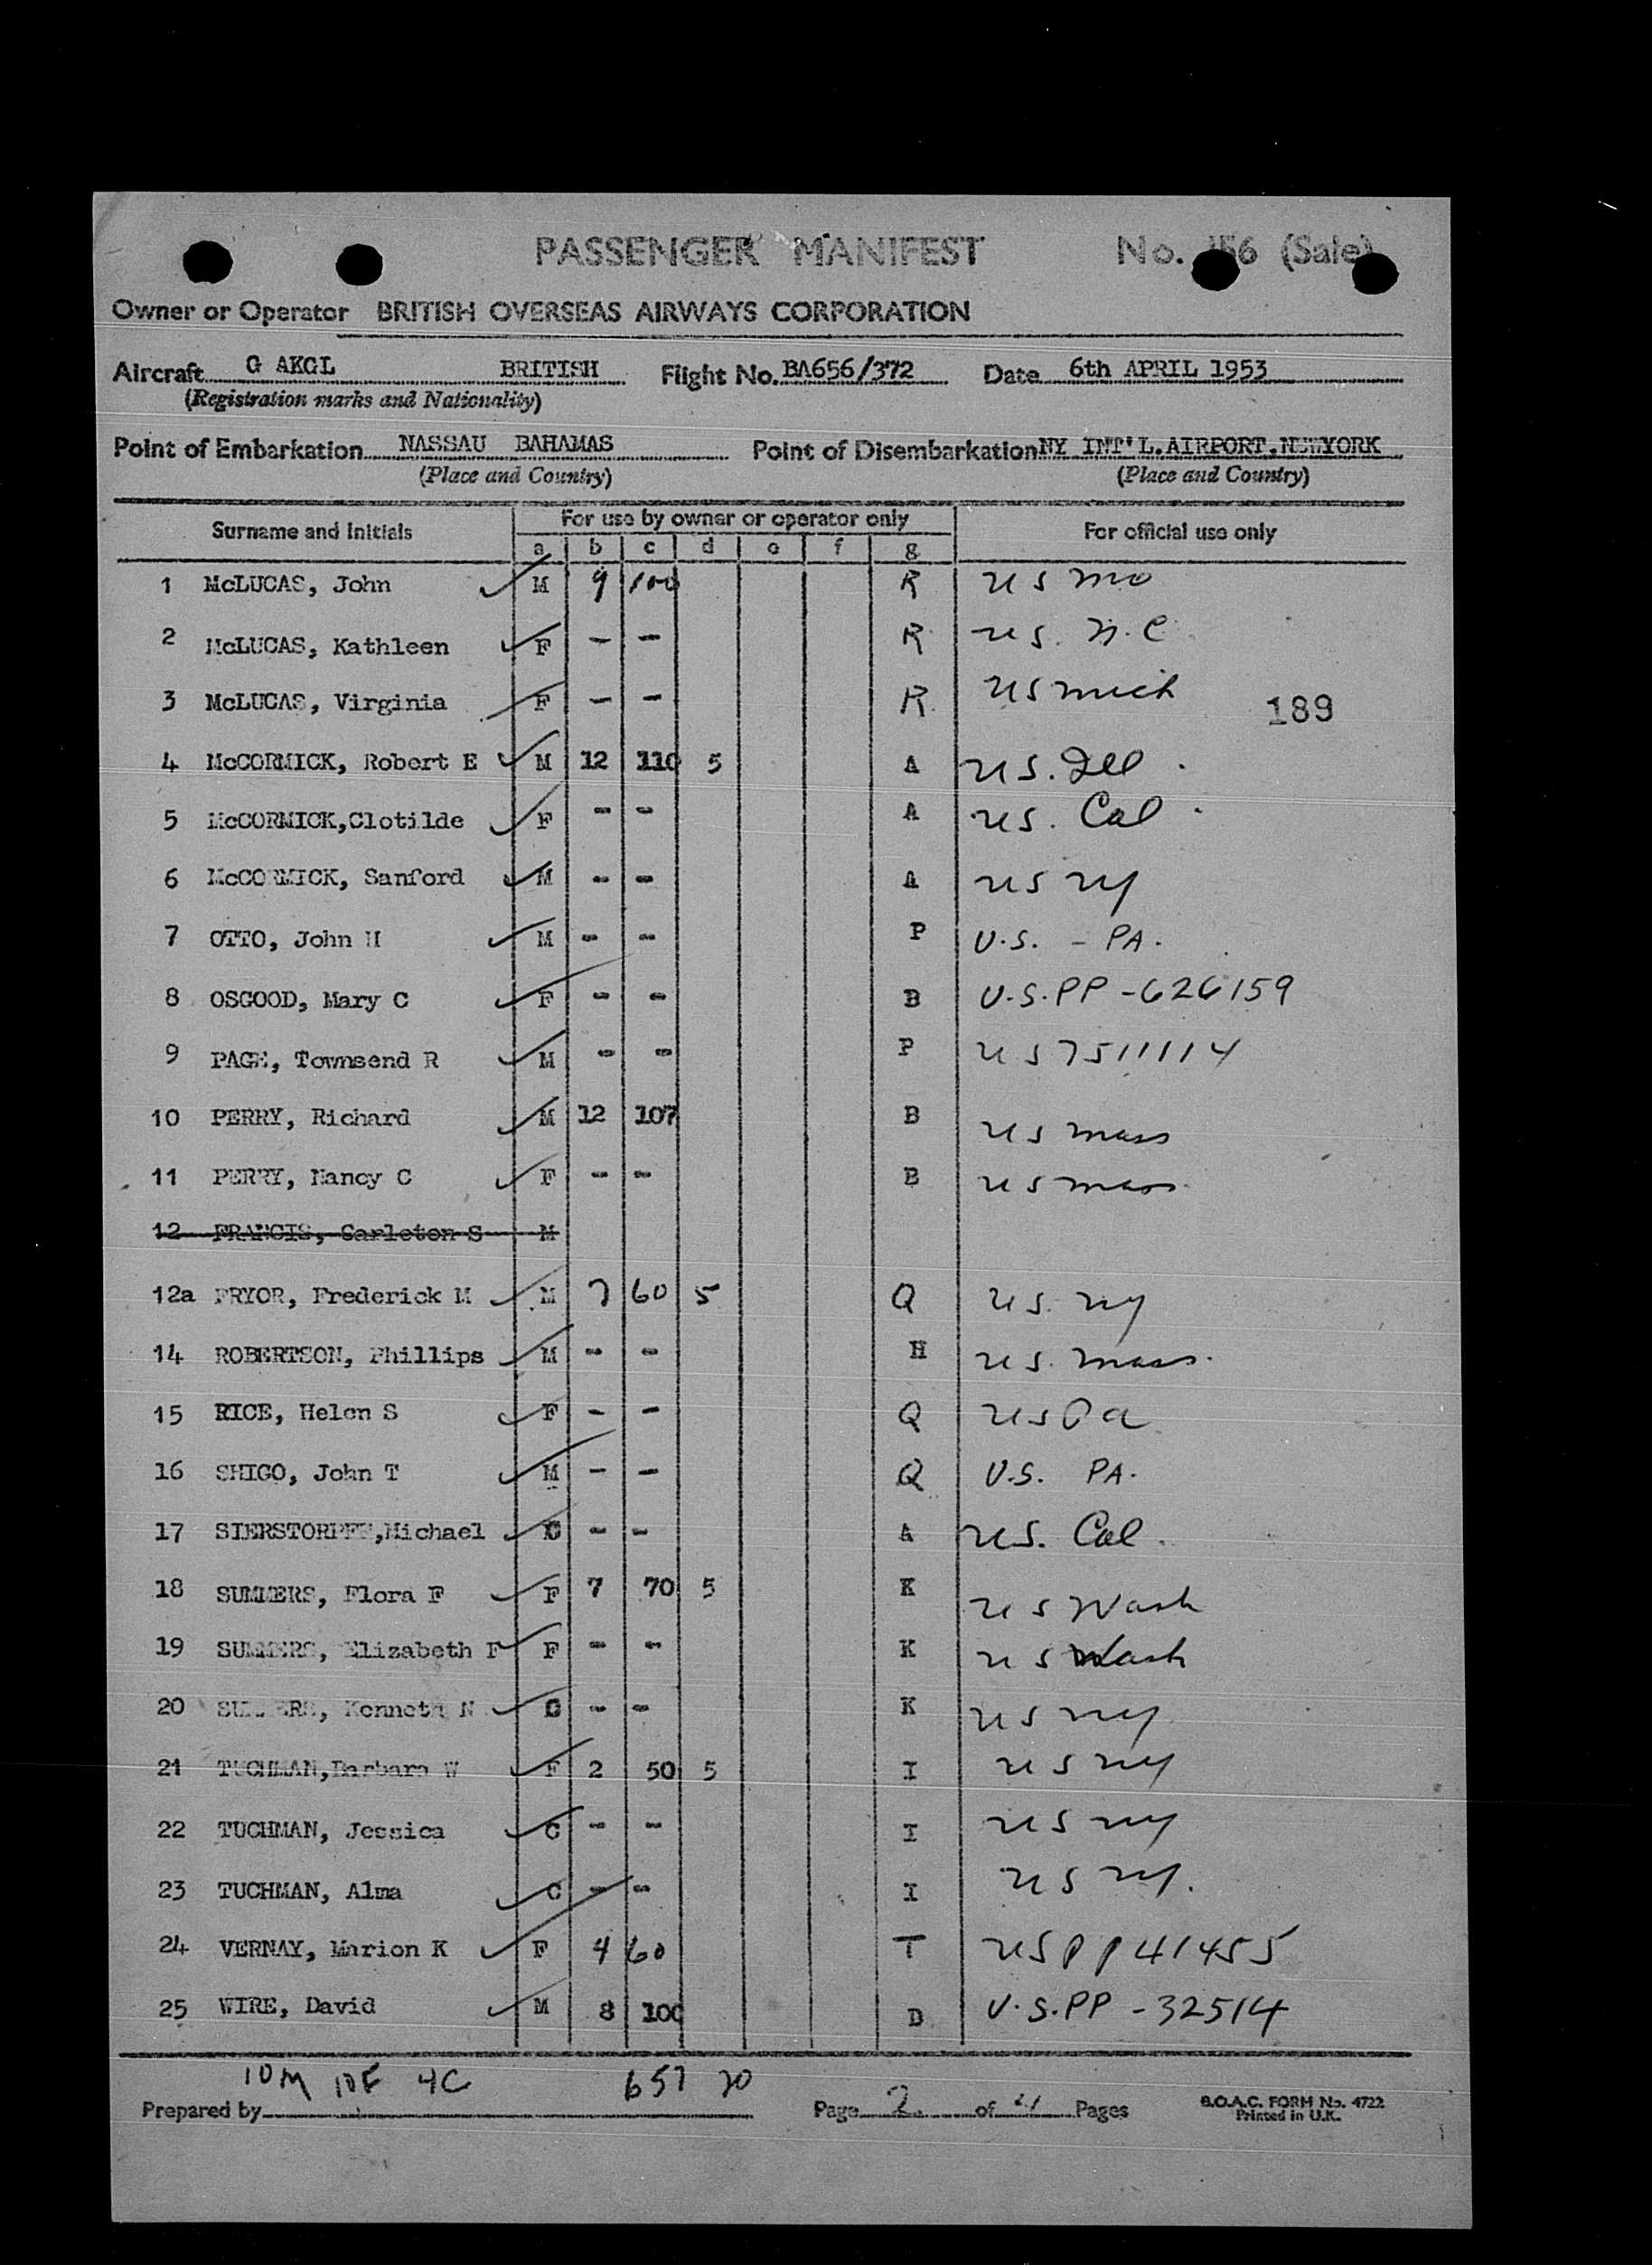 PASSENGER MANIFEST No. 156 (Sale)
Owner or Operator BRITISH OVERSEAS AIRWAYS CORPORATION
Aircraft G AKGL BRITISH Flight No. BA656/372 Date 6th APRIL 1953
(Registration marks and Nationality)
Point of Embarkation NASSAU BAHAMAS Point of Disembarkation NY INT'L.AIRPORT.NEWYORK
(Place and Country) (Place and Country)
Surname and Initials For use by owner or operator only For official use only
a b c d e f g
1 McLUCAS, John M 9 100 R US Mo
2 McLUCAS, Kathleen F - - R US. N.C.
3 McLUCAS, Virginia F - - R US Mich
189
4 McCORMICK, Robert E M 12 110 5 A US. Ill.
5 McCORMICK,Clotilde F - - A US. Cal.
6 McCORMICK, Sanford M - - A US NY
7 OTTO, John H M - - P U.S. - PA.
8 OSGOOD, Mary C F - - B U.S.PP-626159
9 PAGE, Townsend R M - - P US 7511114
10 PERRY, Richard M 12 107 B US Mass
11 PERRY, Nancy C F - - B US Mass
12 FRANCIS, Carleton S M
12a PRYOR, Frederick M M 7 60 5 Q US. NY
14 ROBERTSON, Phillips M - - H US. Mass.
15 RICE, Helen S F - - Q US Pa
16 SHIGO, John T M - - Q U.S. PA.
17 SIERSTORPFF,Michael C - - A US. Cal.
18 SUMMERS, Flora F F 7 70 5 K US Wash
19 SUMMERS, Elizabeth F F - - K US Wash
20 SUMMERS, Kenneth N C - - K US NY
21 TUCHMAN,Barbara W F 2 50 5 I US NY
22 TUCHMAN, Jessica C - - I US NY
23 TUCHMAN, Alma C - - I US NY.
24 VERNAY, Marion K F 4 60 T US PP 41455
25 WIRE, David M 8 100 D U.S.PP-32514
10M 10F 4C 657 20
Prepared by Page 2 of 4 Pages B.O.A.C. FORM No. 4722
Printed in U.K.